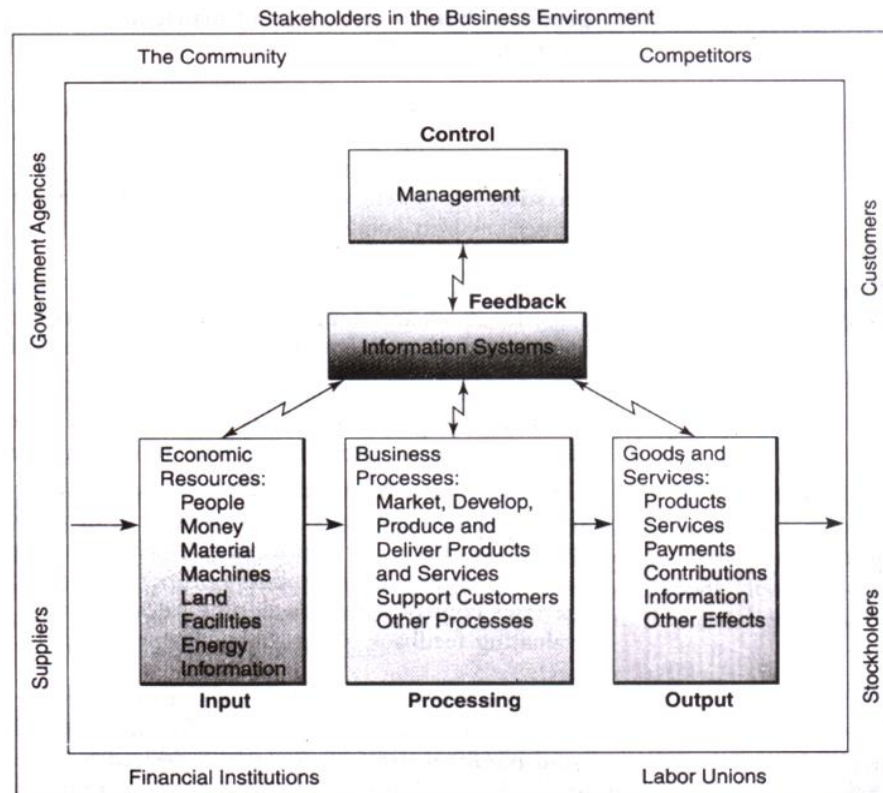 Stakeholders in the Business Environment
The Community
Competitors
Government Agencies
Customers
Control
Management
Feedback
Information Systems
Economic
Resources:
People
Money
Material
Machines
Land
Facilities
Energy
Information
Input
Business
Processes:
Market, Develop,
Produce and
Deliver Products
and Services
Support Customers
Other Processes
Processing
Goods and
Services:
Products
Services
Payments
Contributions
Information
Other Effects
Output
Suppliers
Stockholders
Financial Institutions
Labor Unions